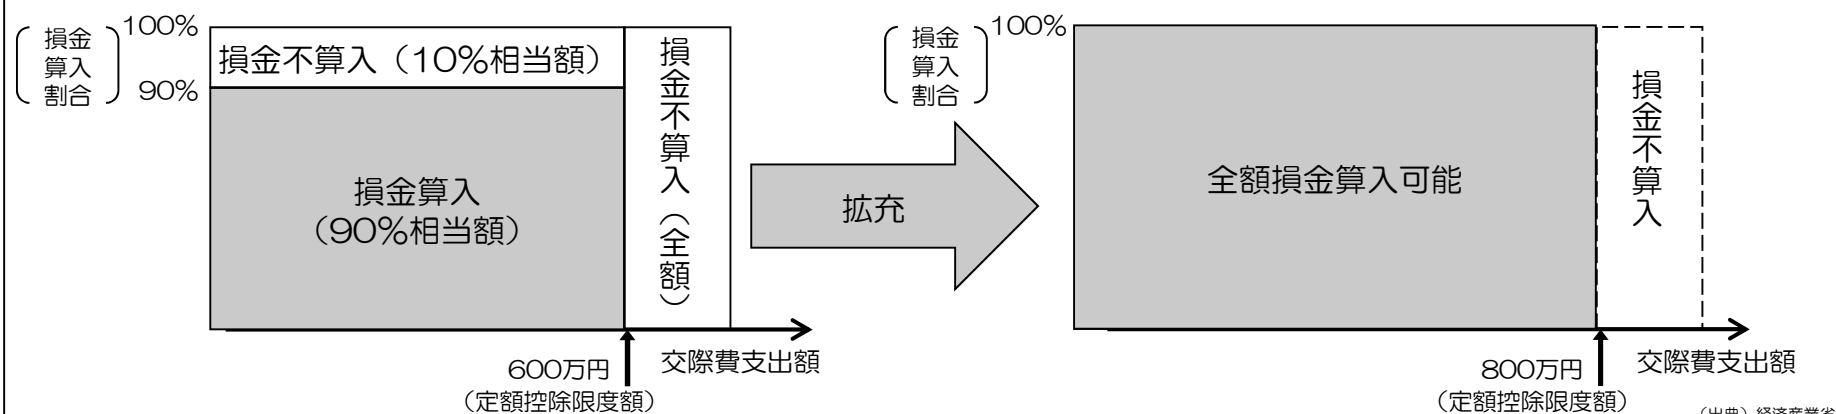 損金
算入
割合
100%
90%
損金不算入（10%相当額）
損金算入
（90%相当額）
損金不算入（全額）
600万円
（定額控除限度額）
交際費支出額
拡充
損金
算入
割合
100%
全額損金算入可能
損金不算入
800万円
（定額控除限度額）
交際費支出額
（出典）経済産業省